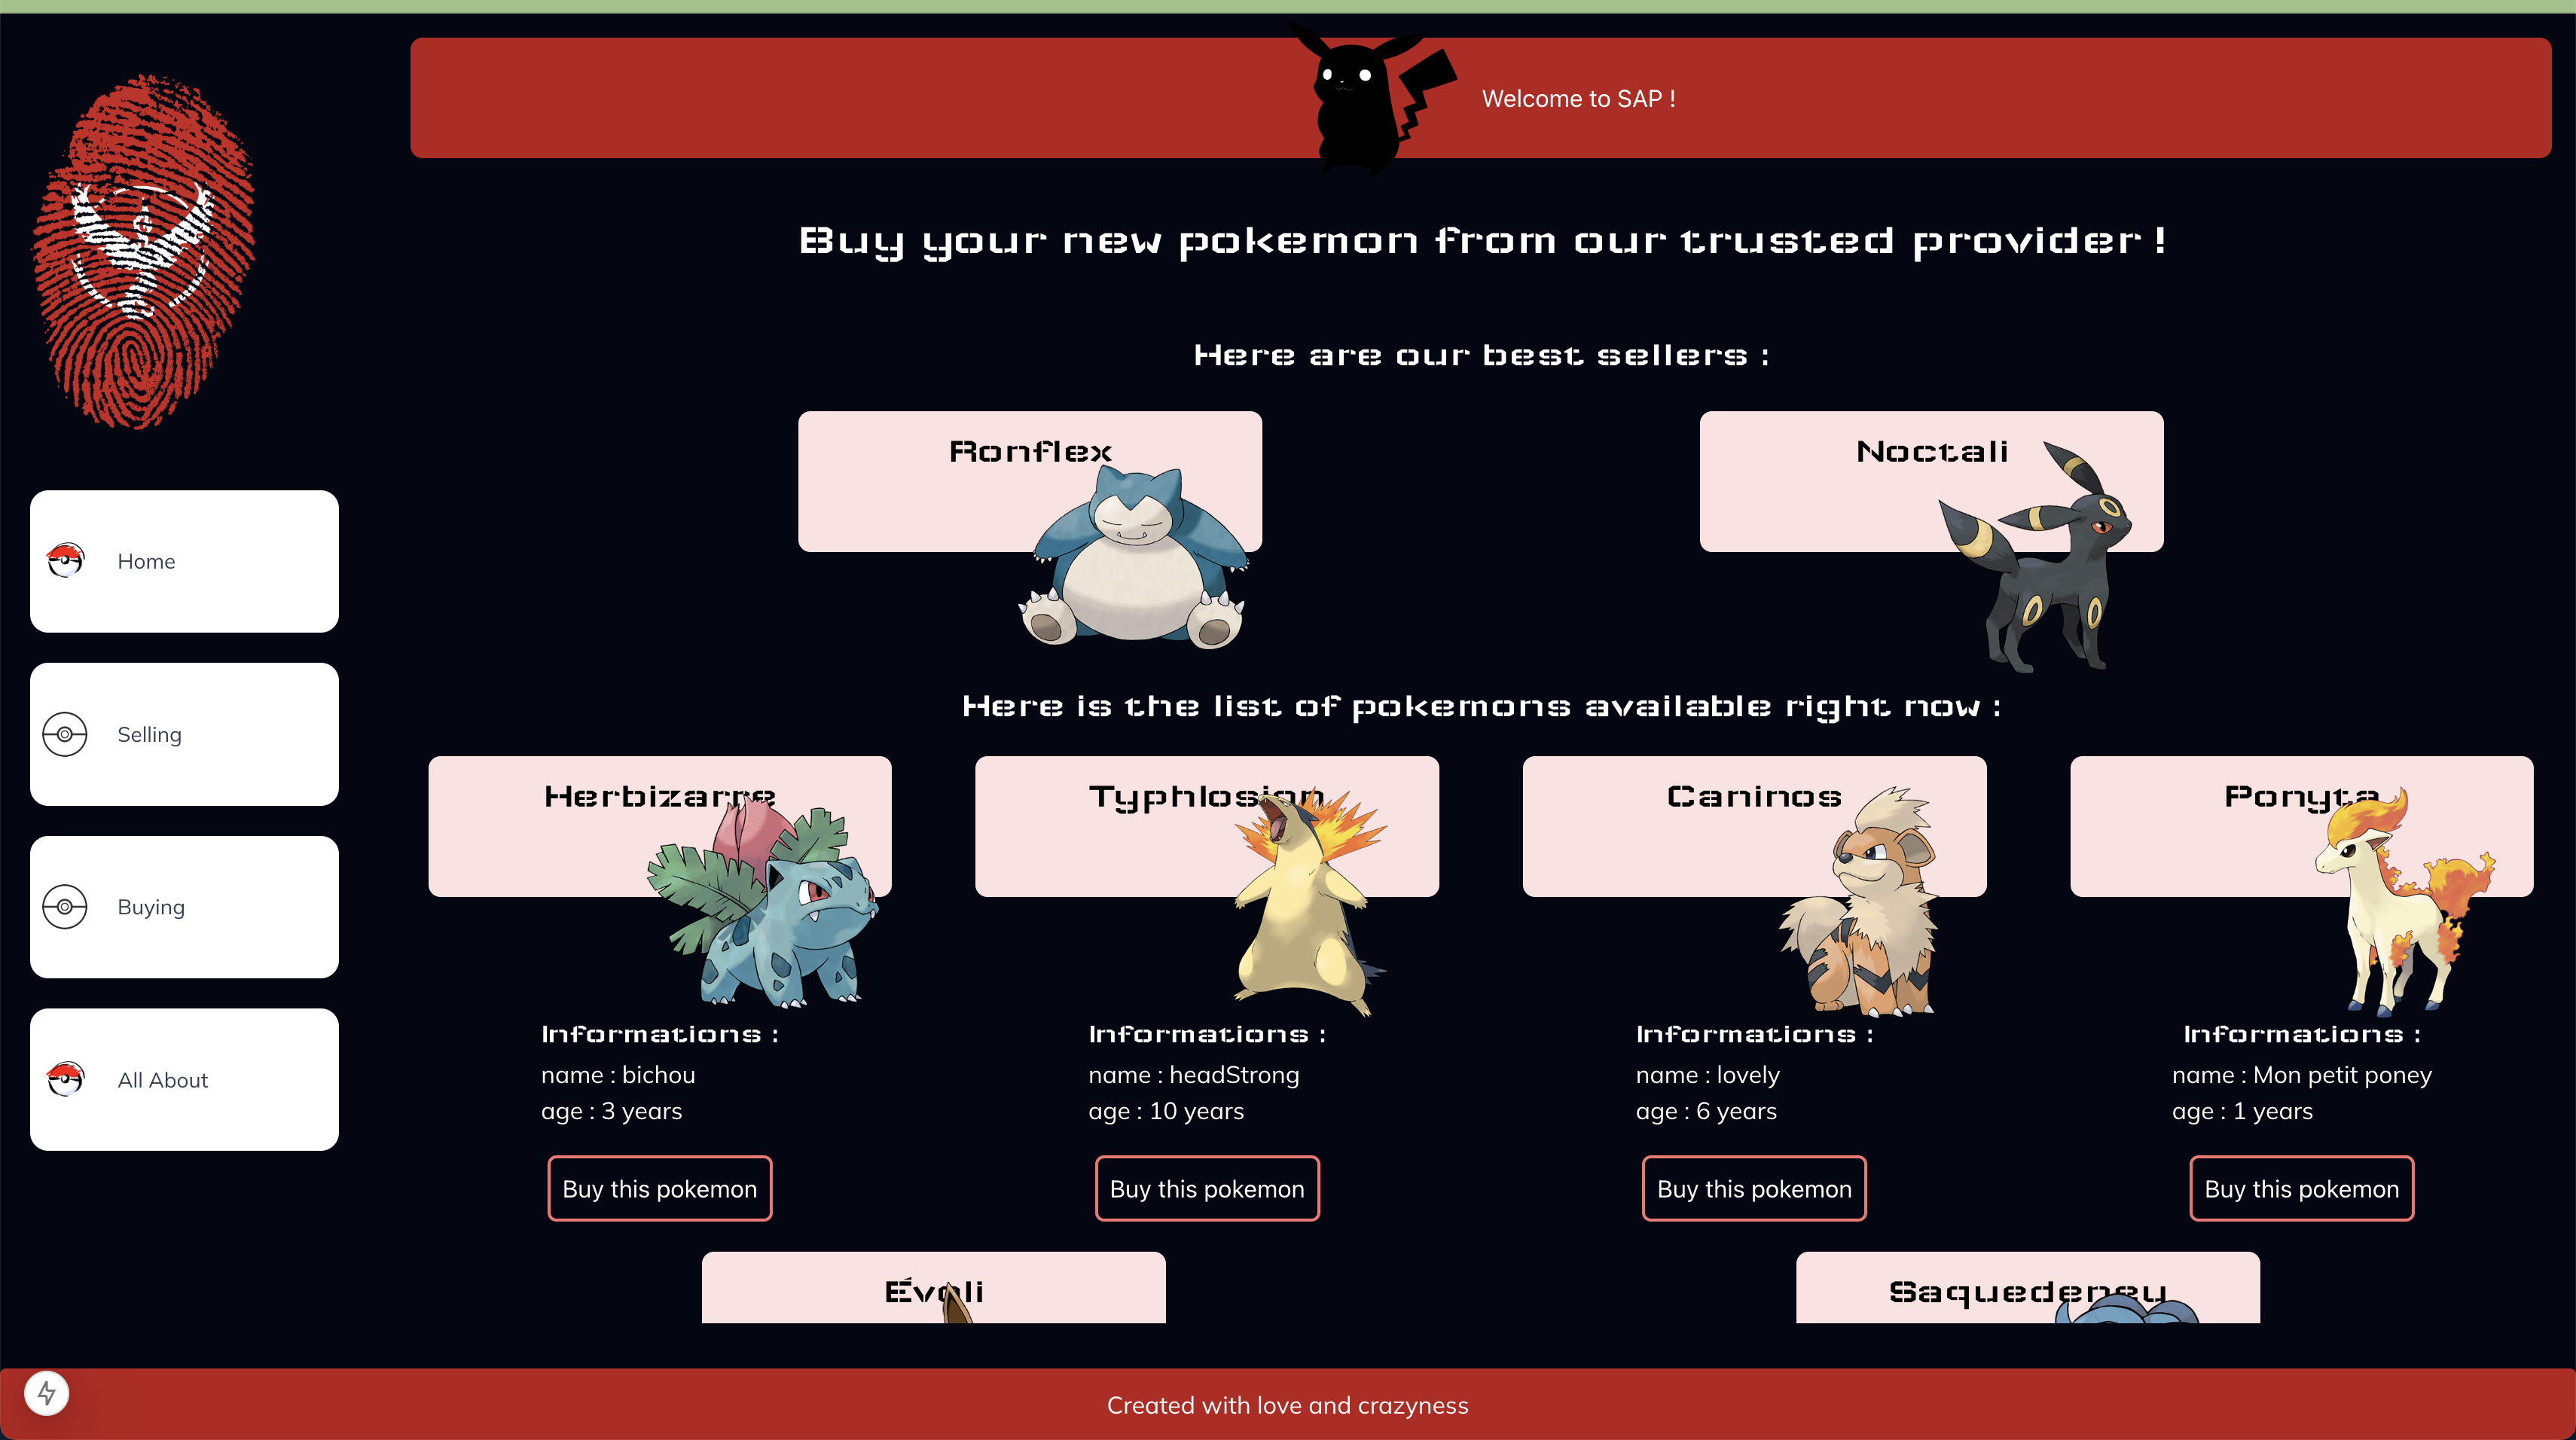 Welcome to SAP !
Buy your new pokemon from our trusted provider !
Here are our best sellers :
Ronflex
Noctali
Home
Selling
Buying
All About
Here is the list of pokemons available right now :
Herbizarre
Typhlosion
Caninos
Ponyta
Informations :
name : bichou
age : 3 years
Buy this pokemon
Informations :
name : headStrong
age : 10 years
Buy this pokemon
Informations :
name : lovely
age : 6 years
Buy this pokemon
Informations :
name : Mon petit poney
age : 1 years
Buy this pokemon
Évoli
Saquedeneu
Created with love and crazyness